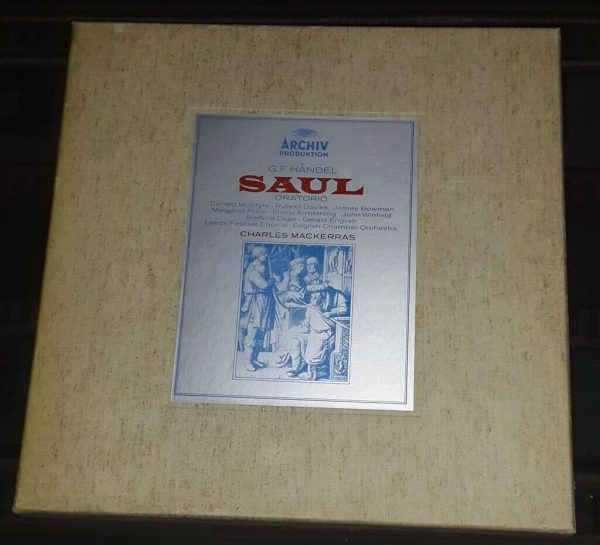 ARCHIV
PRODUKTION
G. F. HÄNDEL
SAUL
ORATORIO
Donald McIntyre · Ryland Davies · James Bowman
Margaret Price · Sheila Armstrong · John Winfield
Stafford Dean · Gerald English
Leeds Festival Chorus · English Chamber Orchestra
CHARLES MACKERRAS